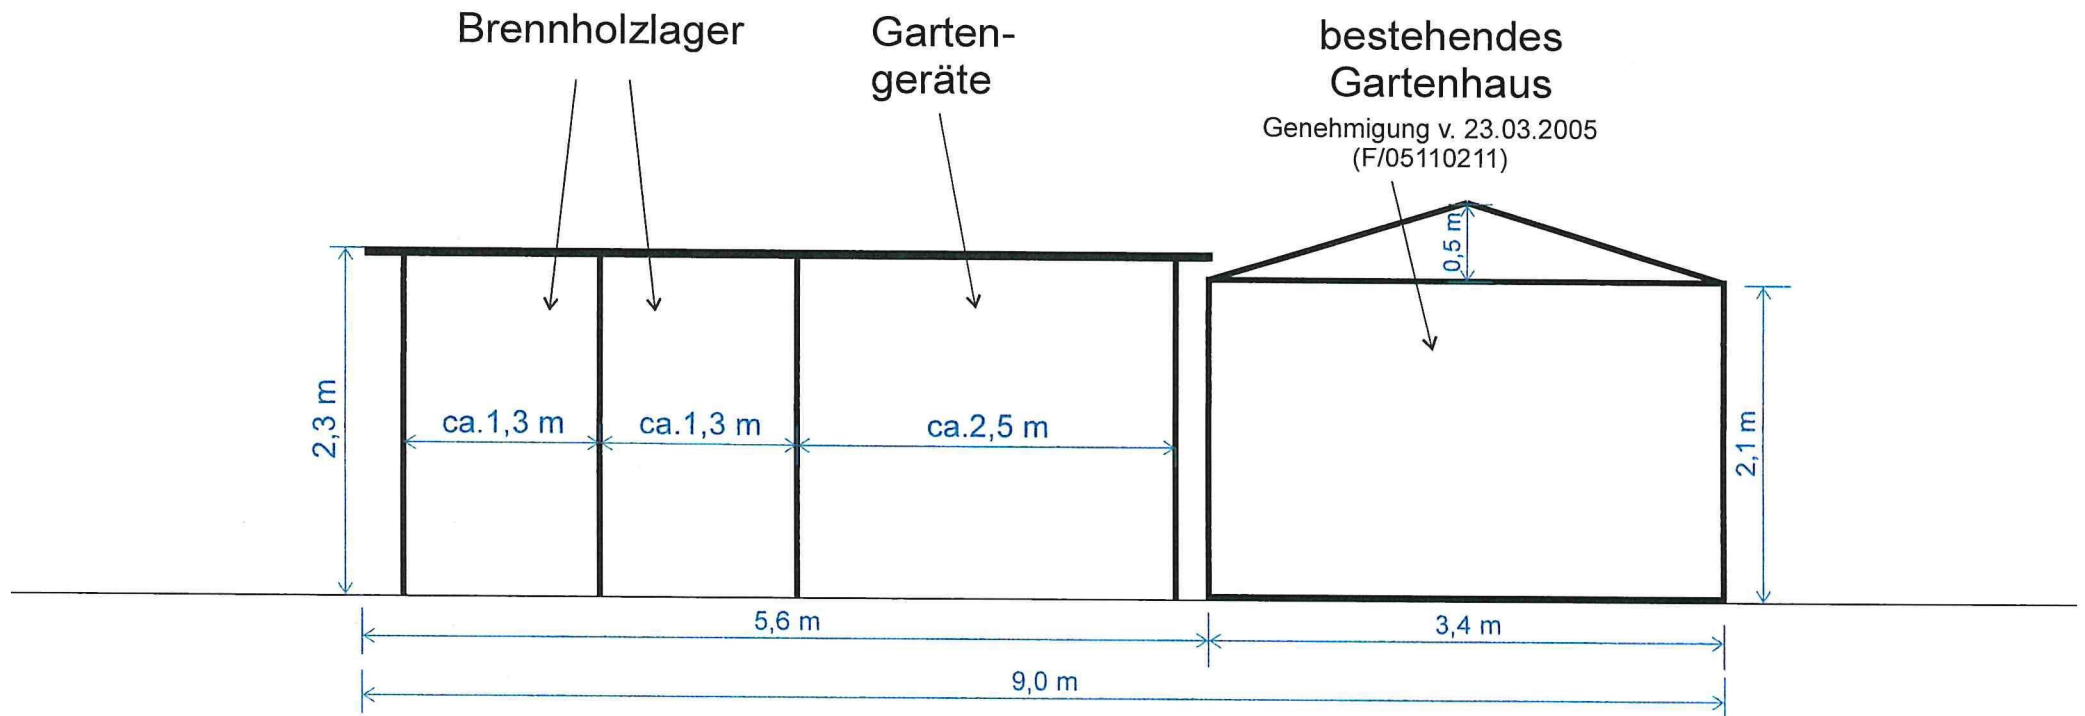 Brennholzlager
Garten-
geräte
bestehendes
Gartenhaus
Genehmigung v. 23.03.2005
(F/05110211)
0,5 m
2,3 m
ca.1,3 m
ca.1,3 m
ca.2,5 m
2,1 m
5,6 m
3,4 m
9,0 m